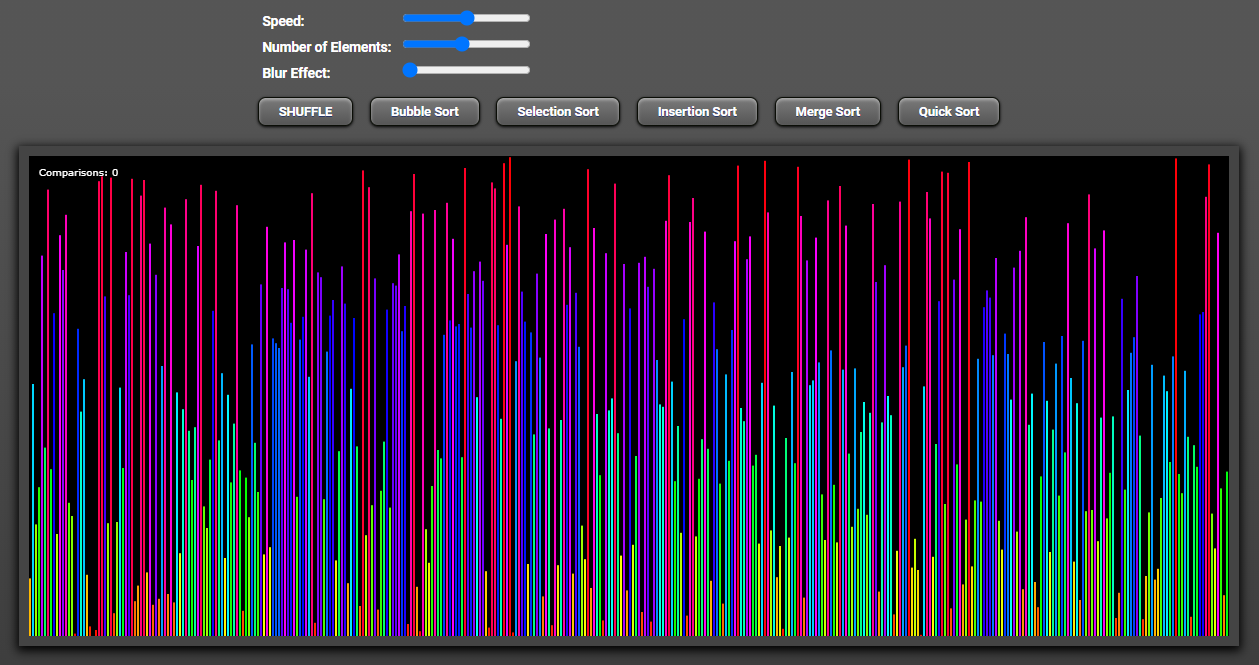 Speed:
Number of Elements:
Blur Effect:
SHUFFLE Bubble Sort Selection Sort Insertion Sort Merge Sort Quick Sort
Comparisons: 0